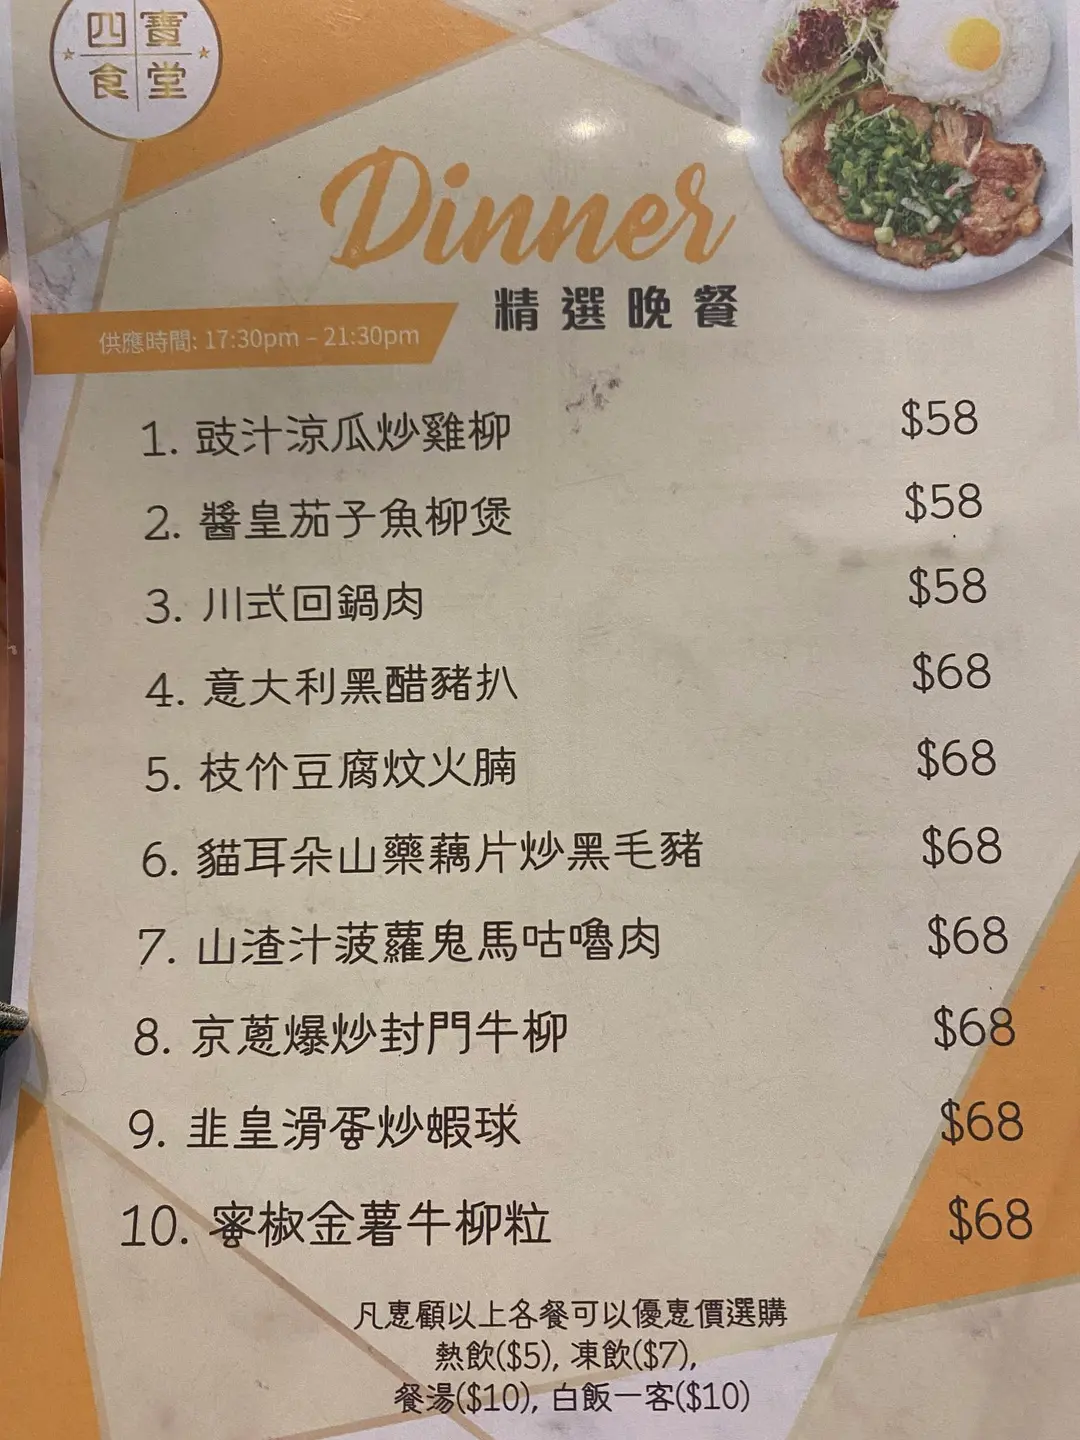 四寶
食堂
Dinner
精選晚餐
供應時間: 17:30pm - 21:30pm
1. 豉汁涼瓜炒雞柳 $58
2. 醬皇茄子魚柳煲 $58
3. 川式回鍋肉 $58
4. 意大利黑醋豬扒 $68
5. 枝竹豆腐炆火腩 $68
6. 貓耳朵山藥藕片炒黑毛豬 $68
7. 山渣汁菠蘿鬼馬咕嚕肉 $68
8. 京蔥爆炒封門牛柳 $68
9. 韭皇滑蛋炒蝦球 $68
10. 蜜椒金薯牛柳粒 $68
凡惠顧以上各餐可以優惠價選購
熱飲($5), 凍飲($7),
餐湯($10), 白飯一客($10)